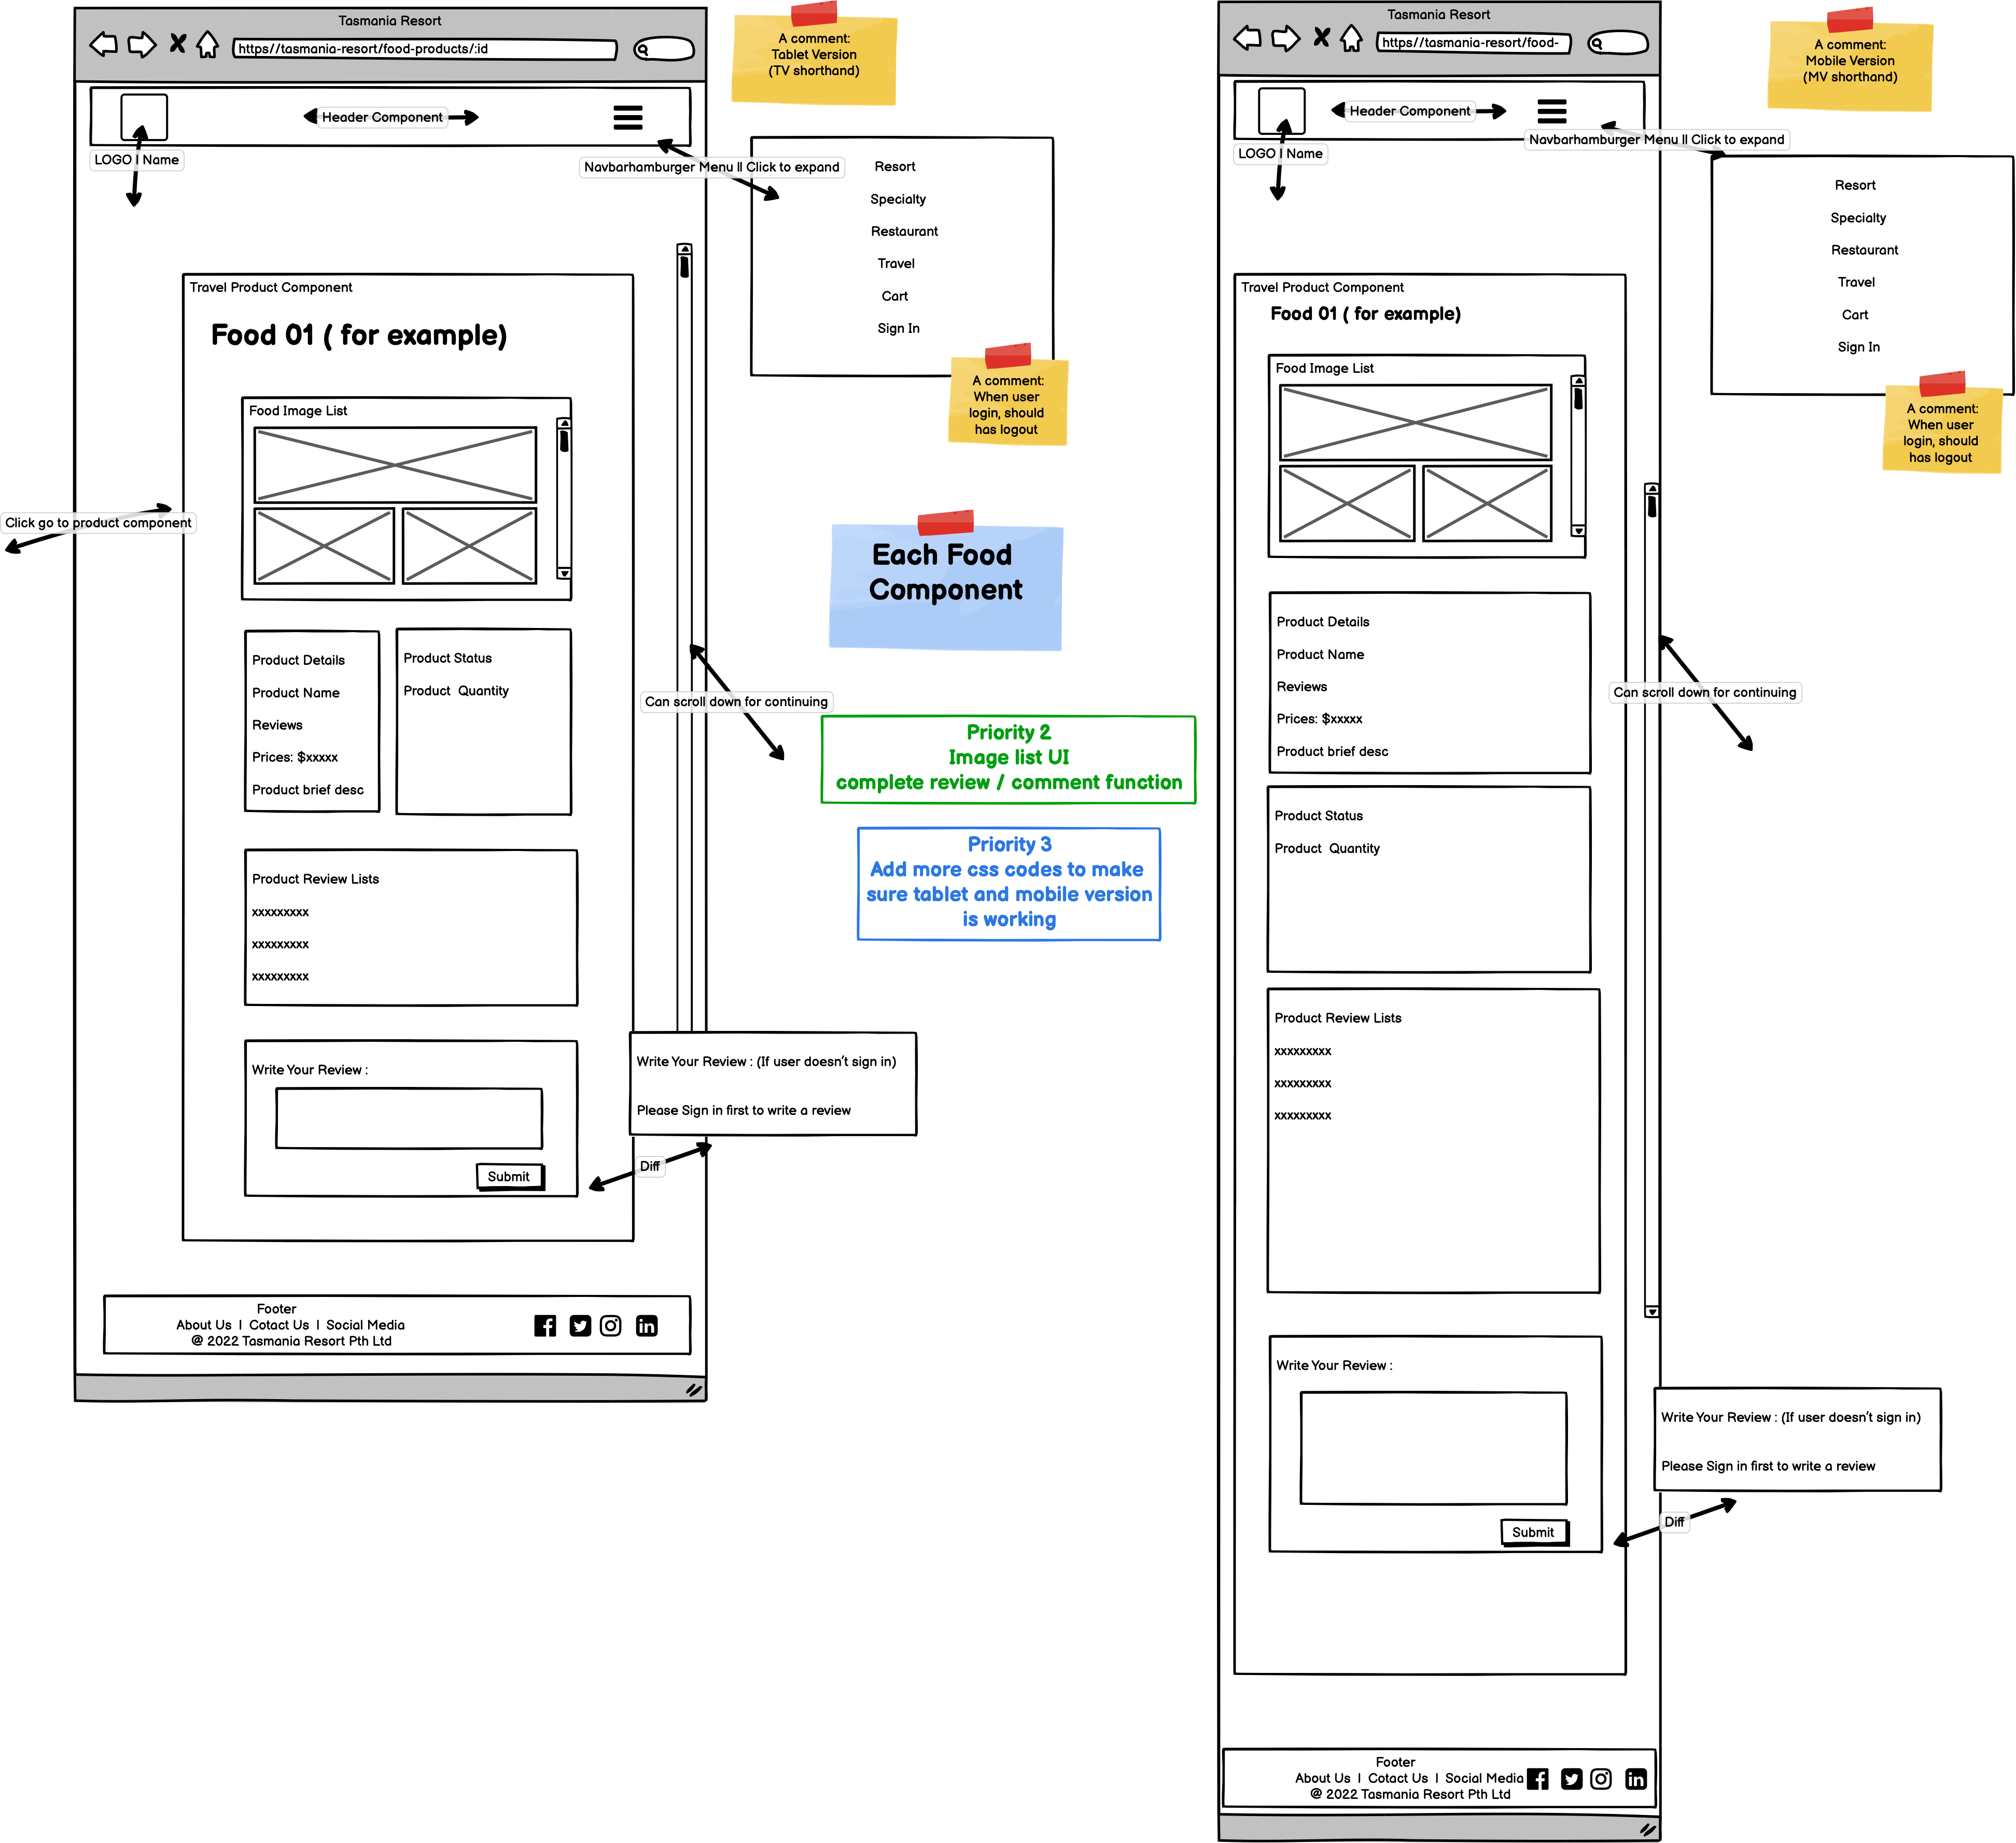 Tasmania Resort
https//tasmania-resort/food-products/:id
Header Component
LOGO | Name
Navbarhamburger Menu || Click to expand
A comment:
Tablet Version
(TV shorthand)
Resort
Specialty
Restaurant
Travel
Cart
Sign In
A comment:
When user
login, should
has logout
Travel Product Component
Food 01 ( for example)
Food Image List
Click go to product component
Each Food
Component
Product Details
Product Name
Reviews
Prices: $xxxxx
Product brief desc
Product Status
Product  Quantity
Can scroll down for continuing
Priority 2
Image list UI
complete review / comment function
Priority 3
Add more css codes to make
sure tablet and mobile version
is working
Product Review Lists
xxxxxxxxx
xxxxxxxxx
xxxxxxxxx
Write Your Review :
Submit
Write Your Review : (If user doesn't sign in)
Please Sign in first to write a review
Diff
Footer
About Us | Cotact Us | Social Media
@ 2022 Tasmania Resort Pth Ltd
Tasmania Resort
https//tasmania-resort/food-
Header Component
LOGO | Name
Navbarhamburger Menu || Click to expand
A comment:
Mobile Version
(MV shorthand)
Resort
Specialty
Restaurant
Travel
Cart
Sign In
A comment:
When user
login, should
has logout
Travel Product Component
Food 01 ( for example)
Food Image List
Product Details
Product Name
Reviews
Prices: $xxxxx
Product brief desc
Can scroll down for continuing
Product Status
Product  Quantity
Product Review Lists
xxxxxxxxx
xxxxxxxxx
xxxxxxxxx
Write Your Review :
Submit
Write Your Review : (If user doesn't sign in)
Please Sign in first to write a review
Diff
Footer
About Us | Cotact Us | Social Media
@ 2022 Tasmania Resort Pth Ltd